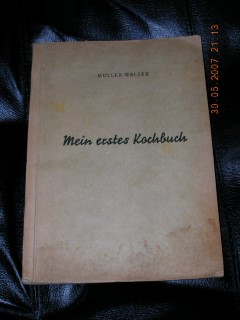 MÜLLER-WALSER
Mein erstes Kochbuch
30 05 2007 21:13